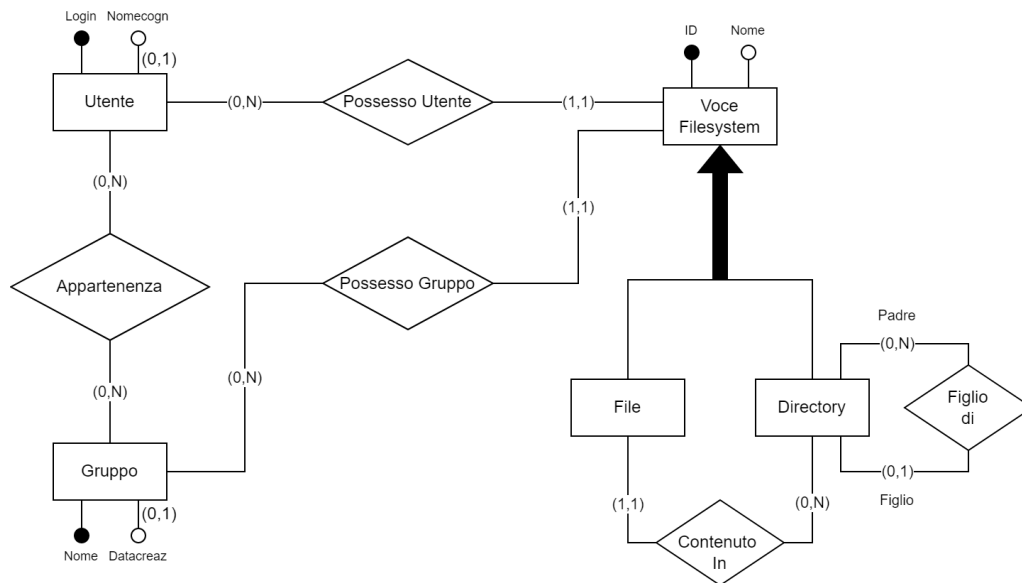 Login
Nomecogn
(0,1)
Utente
(0,N)
Possesso Utente
(1,1)
ID
Nome
Voce
Filesystem
(0,N)
(1,1)
Appartenenza
Possesso Gruppo
(0,N)
(0,N)
Padre
(0,N)
File
Directory
Figlio
di
Gruppo
(0,1)
Figlio
(1,1)
(0,N)
(0,1)
Nome
Datacreaz
Contenuto
In